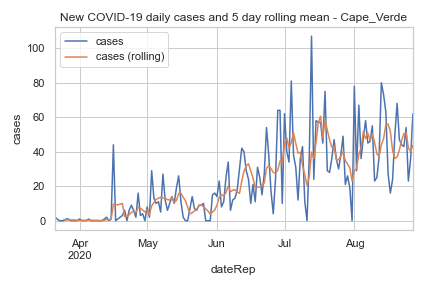 New COVID-19 daily cases and 5 day rolling mean - Cape_Verde
cases
cases (rolling)
100
80
60
40
20
0
cases
Apr
2020
May
Jun
Jul
Aug
dateRep